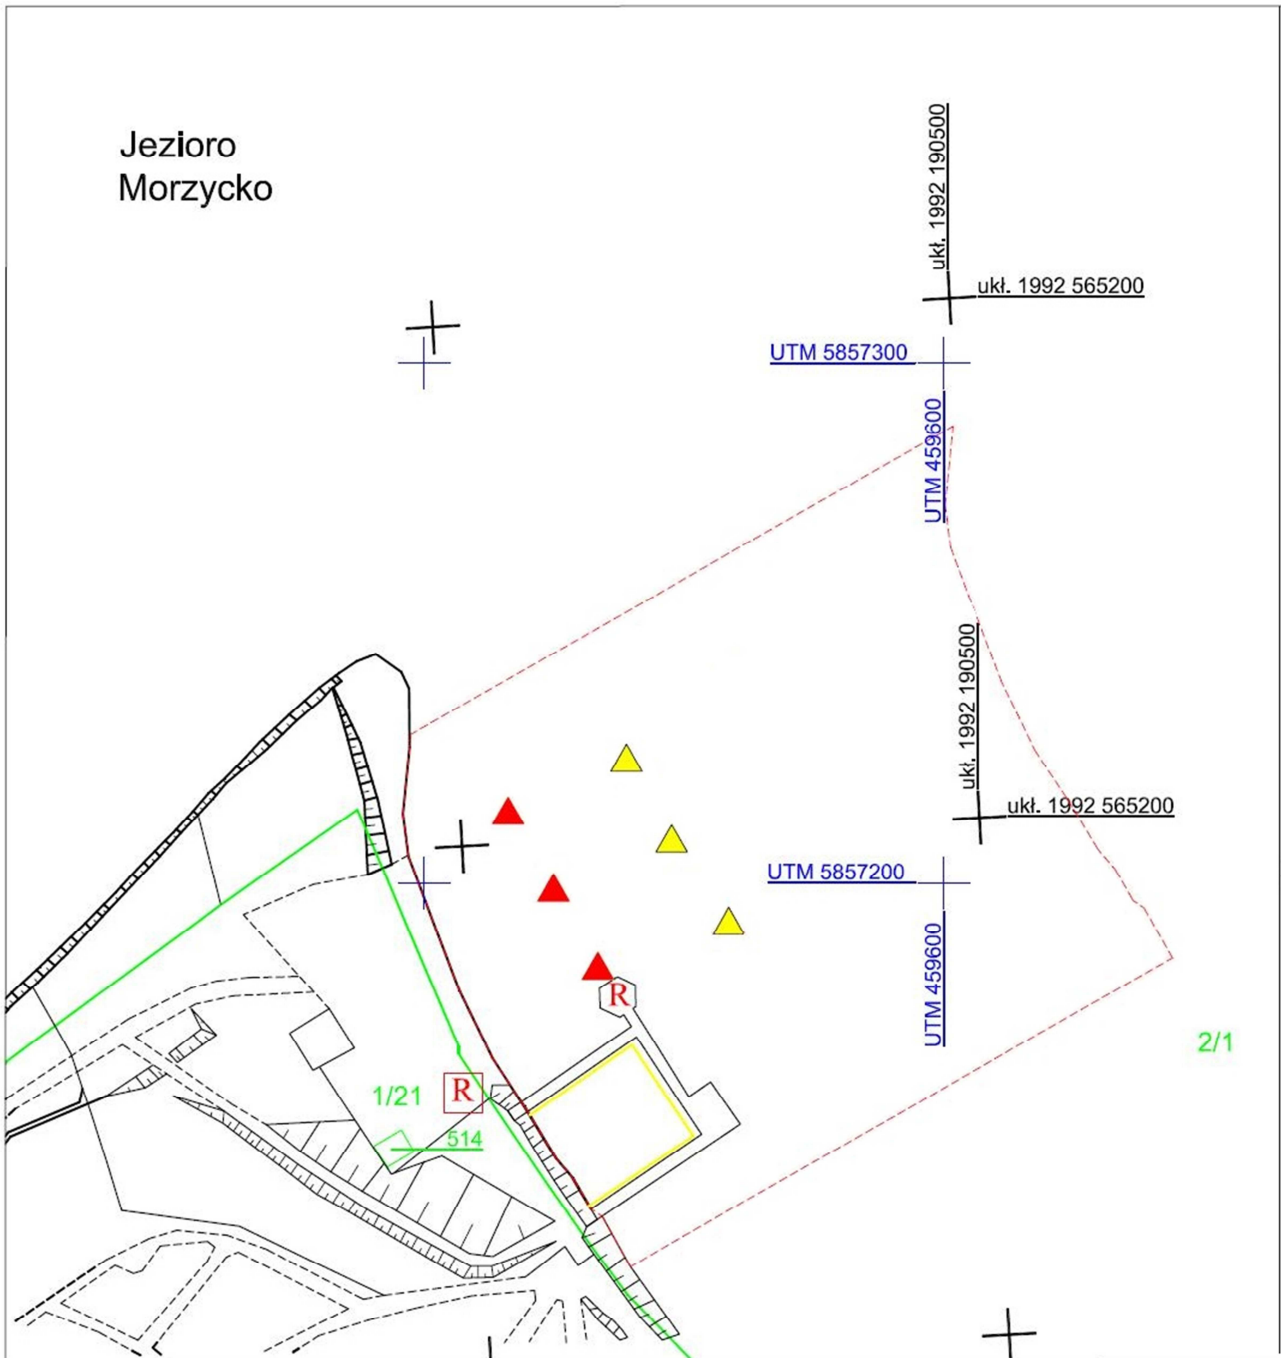 Jezioro
Morzycko
ukł. 1992 190500
ukł. 1992 565200
UTM 5857300
UTM 459600
ukł. 1992 190500
ukł. 1992 565200
UTM 5857200
UTM 459600
R
2/1
R
1/21
514